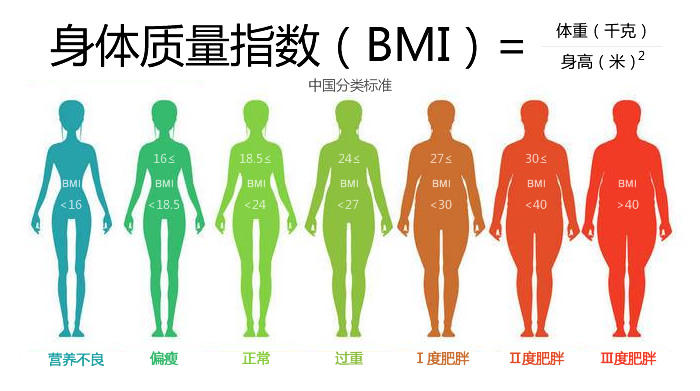 身体质量指数（BMI）=
体重（千克）
身高（米）2
中国分类标准
BMI
<16
16≤
BMI
<18.5
18.5≤
BMI
<24
24≤
BMI
<27
27≤
BMI
<30
30≤
BMI
<40
BMI
>40
营养不良 偏瘦 正常 过重 Ⅰ度肥胖 Ⅱ度肥胖 Ⅲ度肥胖